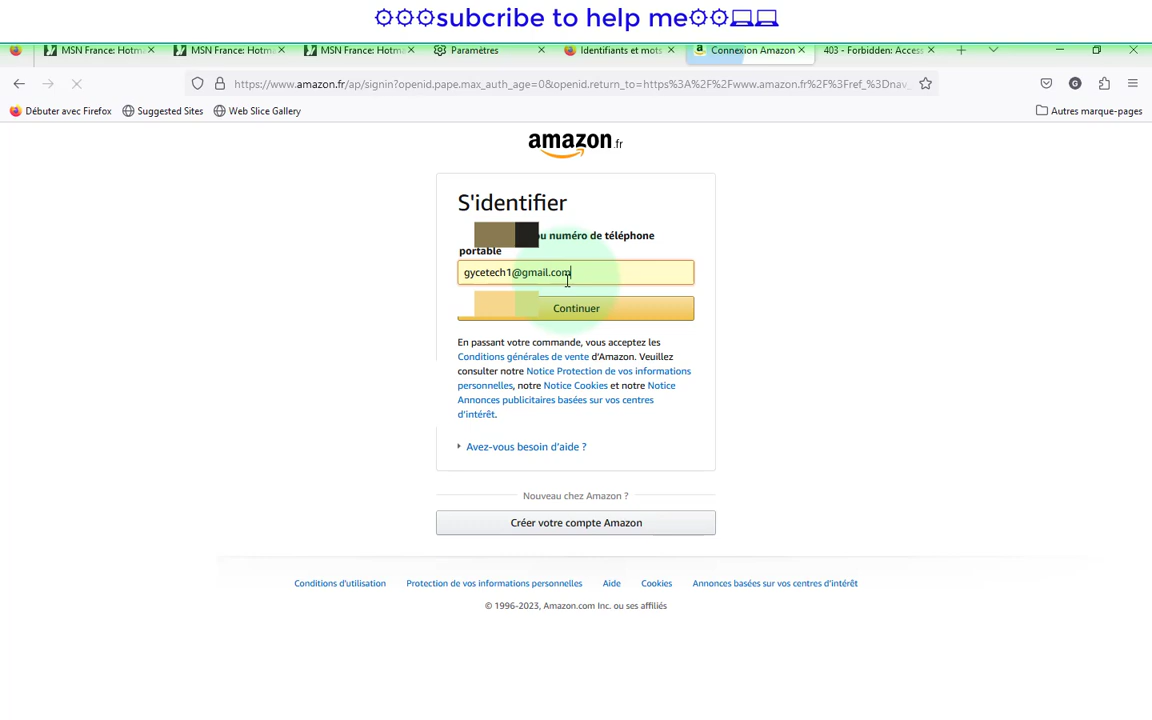 ⚙⚙⚙subcribe to help me⚙⚙💻💻
MSN France: Hotma MSN France: Hotma MSN France: Hotma Paramètres Identifiants et mots Connexion Amazon 403 - Forbidden: Access
https://www.amazon.fr/ap/signin?openid.pape.max_auth_age=0&openid.return_to=https%3A%2F%2Fwww.amazon.fr%2F%3Fref_%3Dnav_
Débuter avec Firefox Suggested Sites Web Slice Gallery Autres marque-pages
amazon.fr
S'identifier
ou numéro de téléphone
portable
gycetech1@gmail.com
Continuer
En passant votre commande, vous acceptez les
Conditions générales de vente d'Amazon. Veuillez
consulter notre Notice Protection de vos informations
personnelles, notre Notice Cookies et notre Notice
Annonces publicitaires basées sur vos centres
d'intérêt.
Avez-vous besoin d'aide ?
Nouveau chez Amazon ?
Créer votre compte Amazon
Conditions d'utilisation Protection de vos informations personnelles Aide Cookies Annonces basées sur vos centres d'intérêt
© 1996-2023, Amazon.com Inc. ou ses affiliés